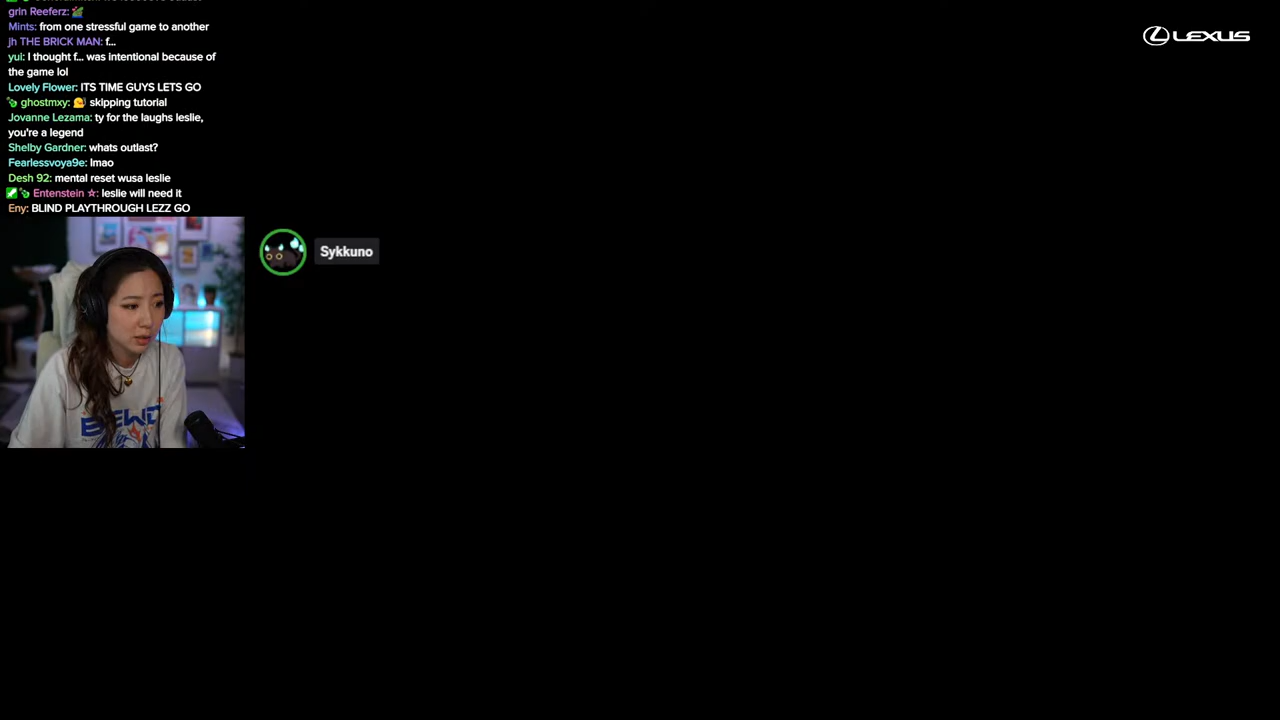 grin Reeferz:
Mints: from one stressful game to another
jh THE BRICK MAN: f...
yui: I thought f... was intentional because of
the game lol
Lovely Flower: ITS TIME GUYS LETS GO
ghostmxy: skipping tutorial
Jovanne Lezama: ty for the laughs leslie,
you're a legend
Shelby Gardner: whats outlast?
Fearlessvoya9e: lmao
Desh 92: mental reset wusa leslie
Entenstein ☆: leslie will need it
Eny: BLIND PLAYTHROUGH LEZZ GO
LEXUS
Sykkuno